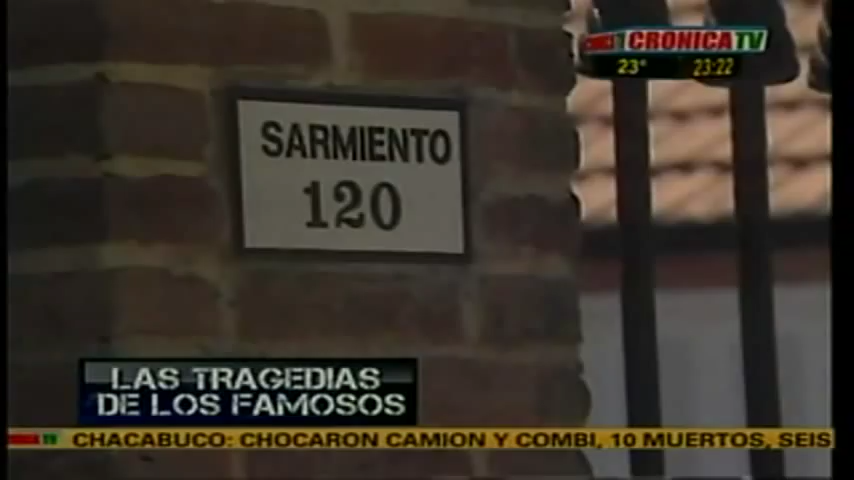 CRONICA TV
23° 23:22
SARMIENTO
120
LAS TRAGEDIAS
DE LOS FAMOSOS
TV CHACABUCO: CHOCARON CAMION Y COMBI, 10 MUERTOS, SEIS